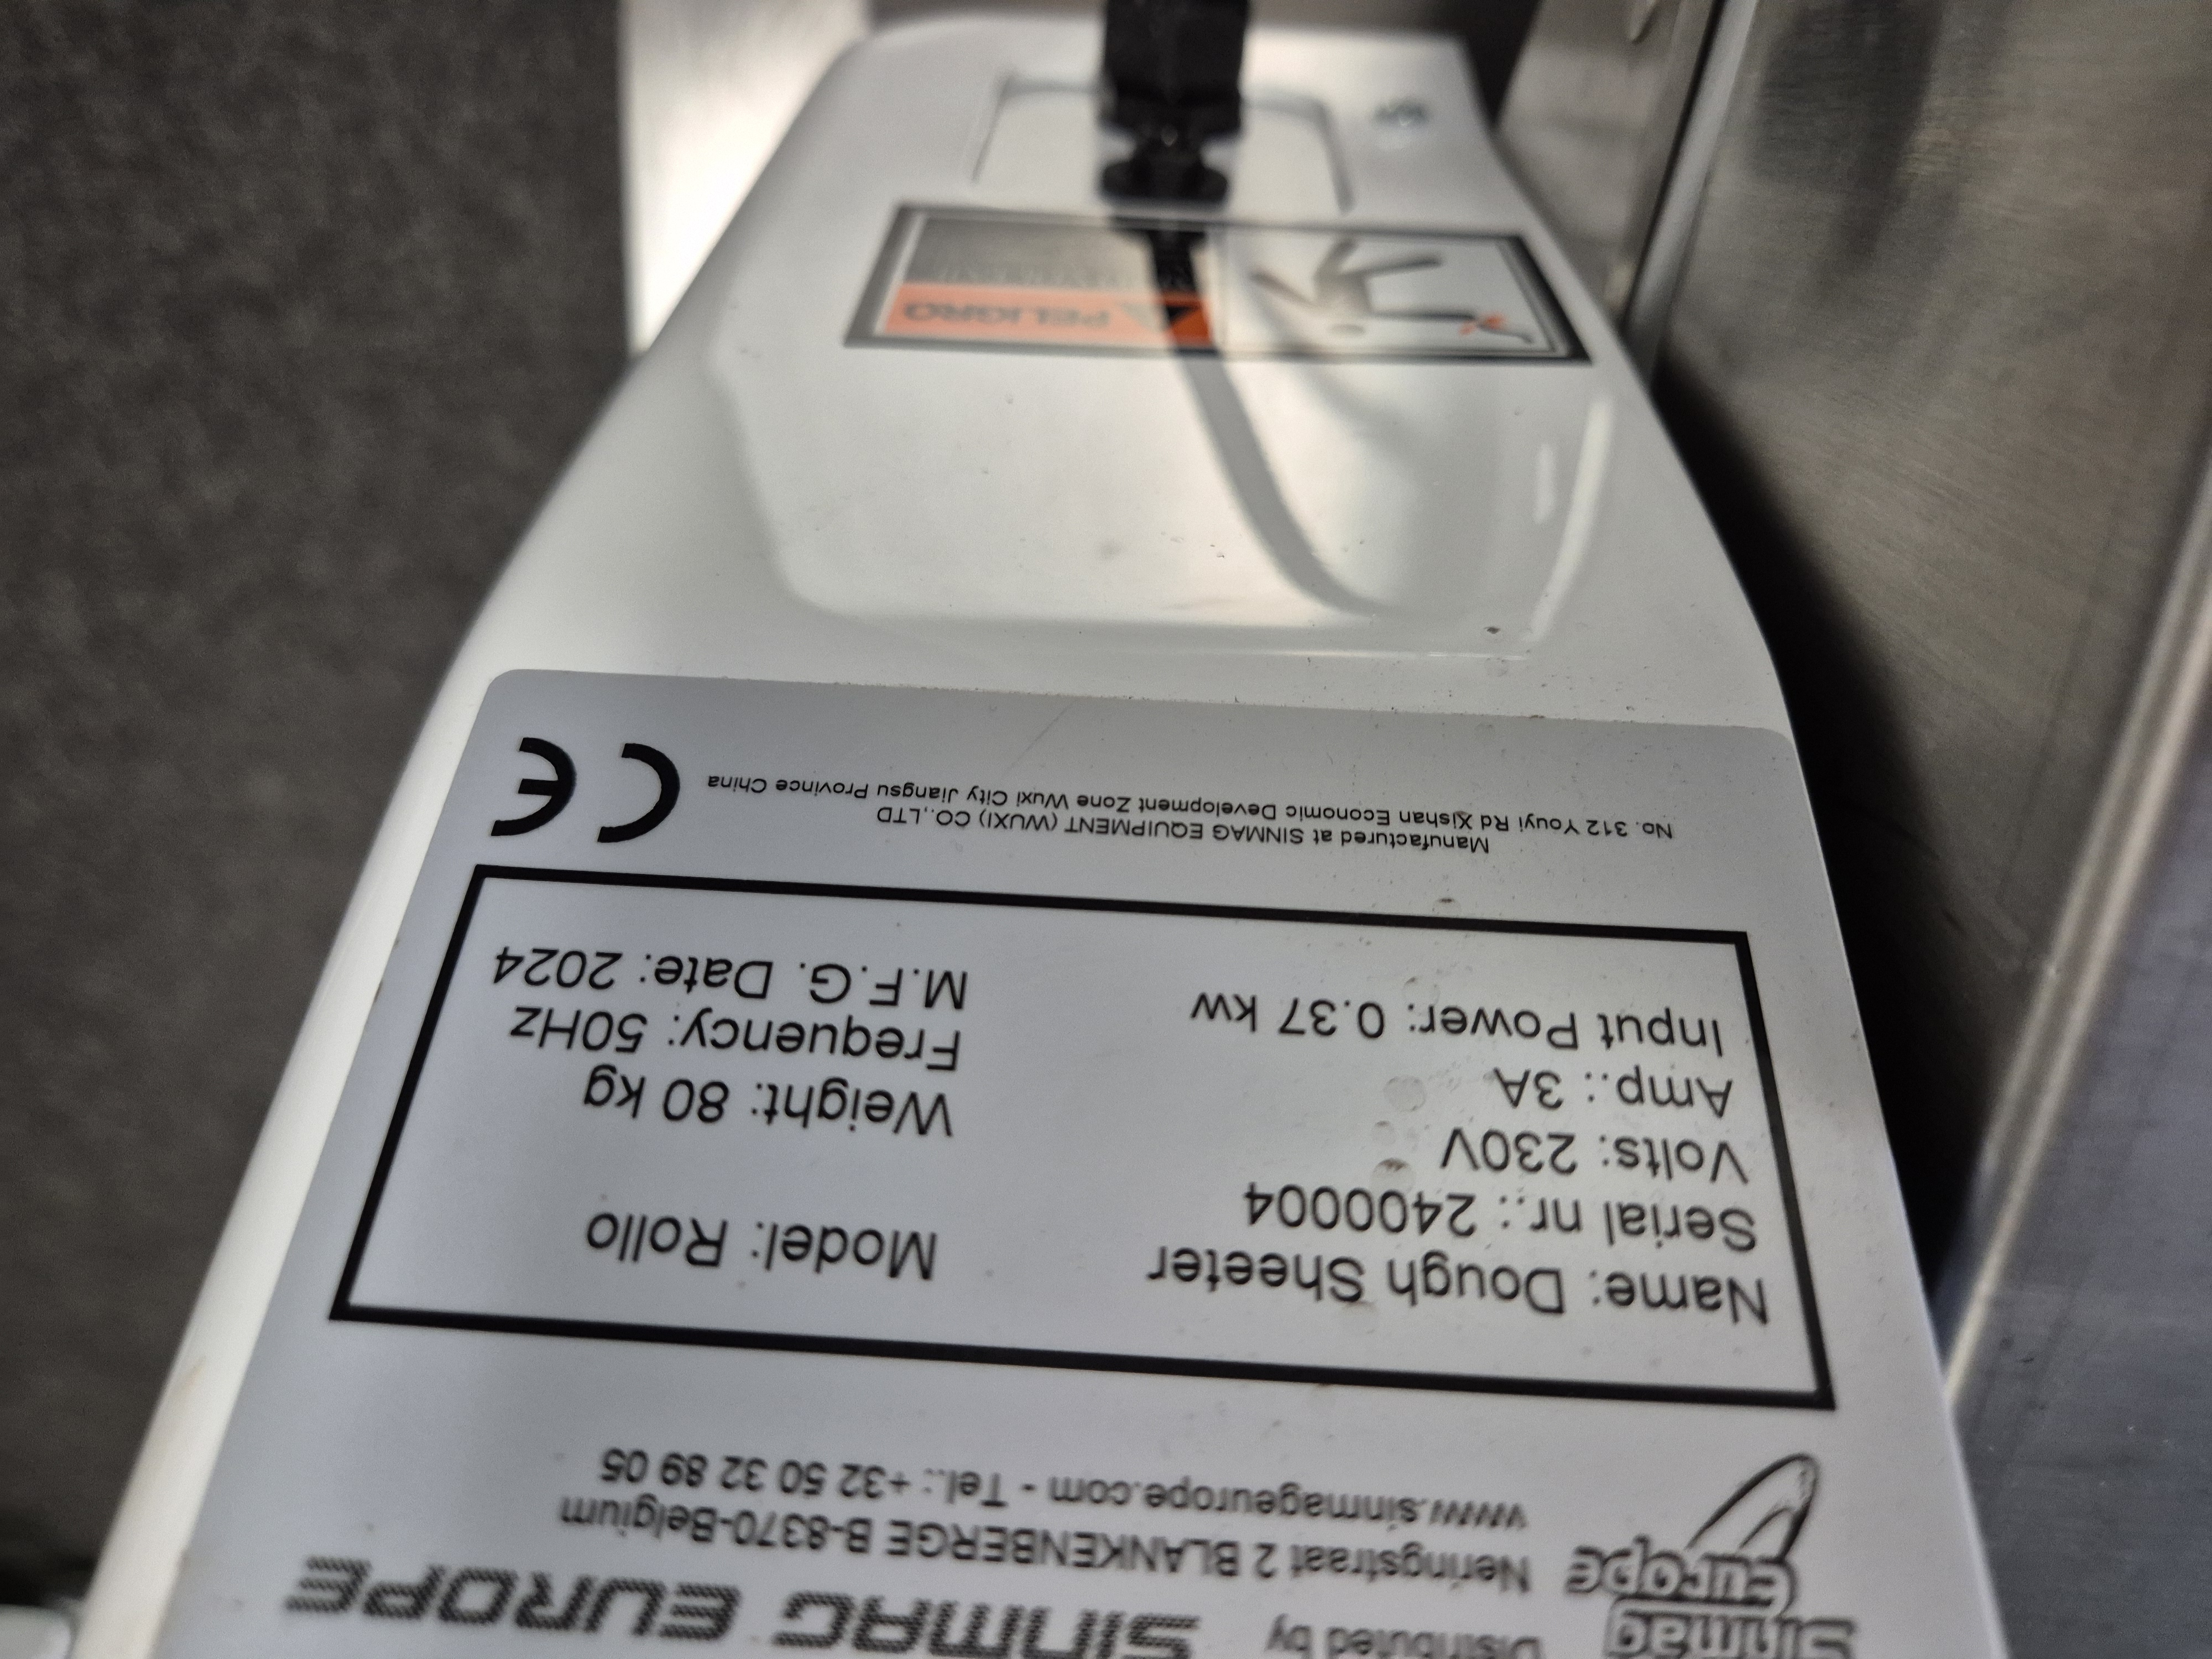 Sinmag
europe
Distributed by
SINMAG EUROPE
Neringstraat 2 BLANKENBERGE B-8370-Belgium
www.sinmageurope.com - Tel.: +32 50 32 89 05
Name: Dough Sheeter
Model: Rollo
Serial nr.: 2400004
Volts: 230V
Weight: 80 kg
Amp.: 3A
Frequency: 50Hz
Input Power: 0.37 kw
M.F.G. Date: 2024
Manufactured at SINMAG EQUIPMENT (WUXI) CO.,LTD
No. 312 Youyi Rd Xishan Economic Development Zone Wuxi City Jiangsu Province China
CE
PELIGRO